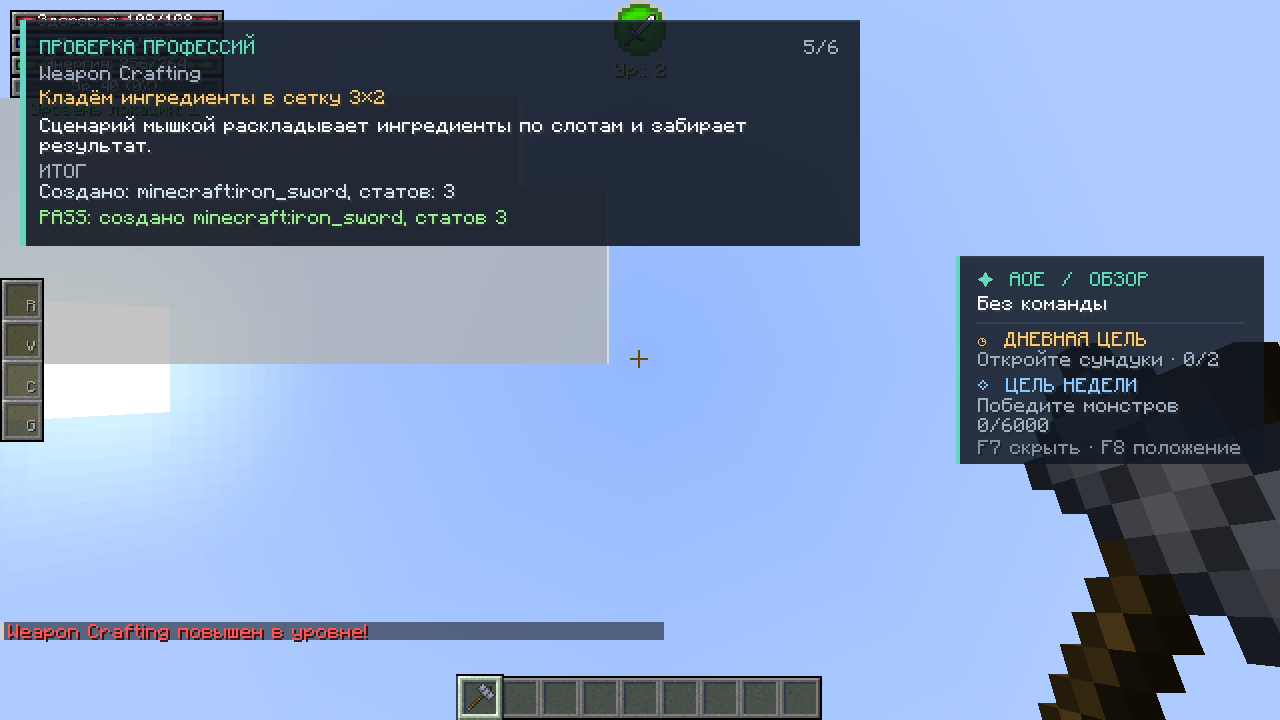 Здоровье: 108/108
ПРОВЕРКА ПРОФЕССИЙ
5/6
Weapon Crafting
Кладём ингредиенты в сетку 3×2
Сценарий мышкой раскладывает ингредиенты по слотам и забирает
результат.
ИТОГ
Создано: minecraft:iron_sword, статов: 3
PASS: создано minecraft:iron_sword, статов 3
Ур.: 2
R
V
C
G
✦ AOE / ОБЗОР
Без команды
ДНЕВНАЯ ЦЕЛЬ
Откройте сундуки · 0/2
ЦЕЛЬ НЕДЕЛИ
Победите монстров
0/6000
F7 скрыть · F8 положение
Weapon Crafting повышен в уровне!